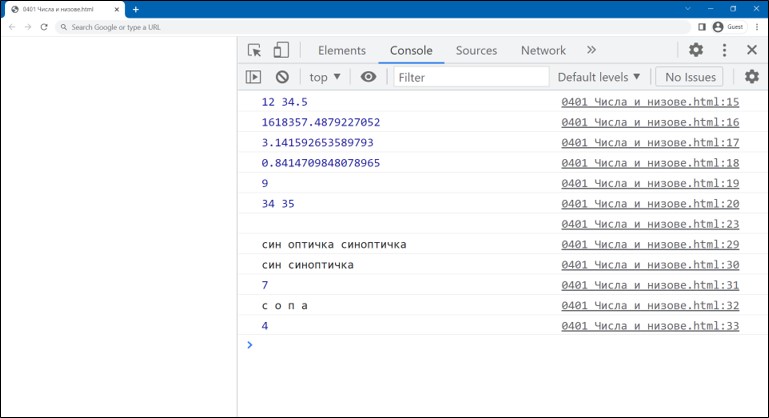 0401 Числа и низове.html
Search Google or type a URL
Guest
Elements Console Sources Network
top Filter Default levels No Issues
12 34.5 0401 Числа и низове.html:15
1618357.4879227052 0401 Числа и низове.html:16
3.141592653589793 0401 Числа и низове.html:17
0.8414709848078965 0401 Числа и низове.html:18
9 0401 Числа и низове.html:19
34 35 0401 Числа и низове.html:20
0401 Числа и низове.html:23
син оптичка синоптичка 0401 Числа и низове.html:29
син синоптичка 0401 Числа и низове.html:30
7 0401 Числа и низове.html:31
с о п а 0401 Числа и низове.html:32
4 0401 Числа и низове.html:33